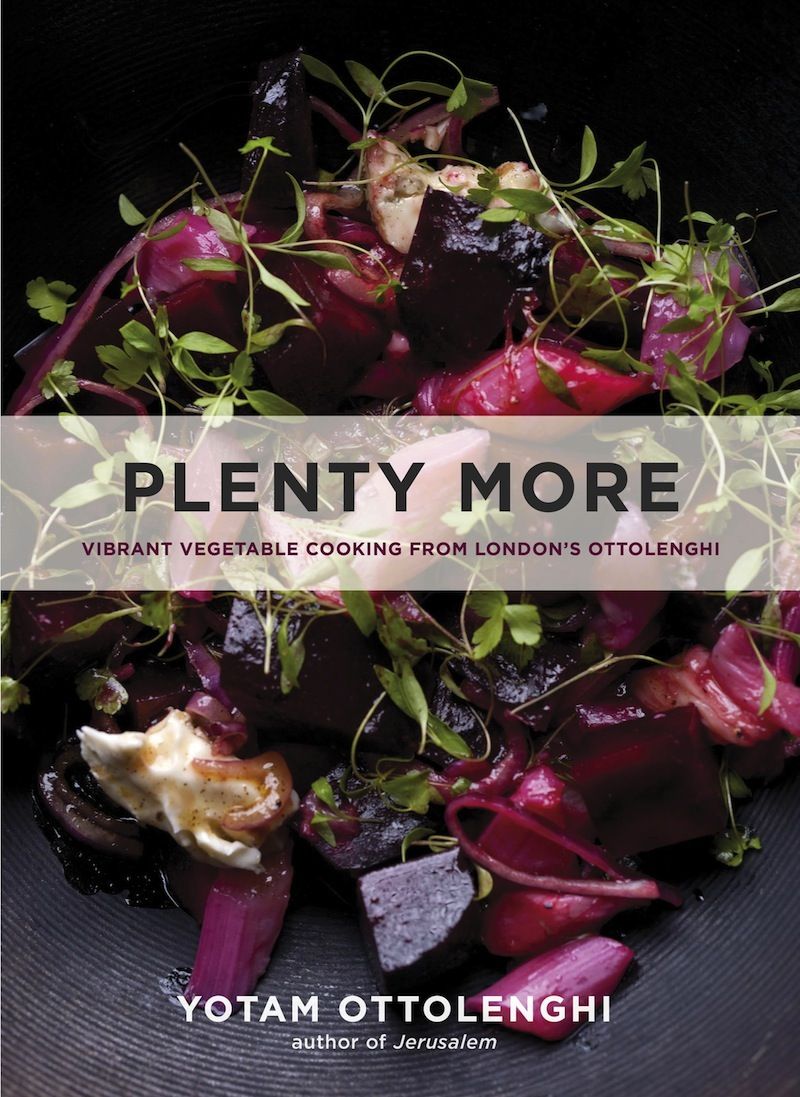 PLENTY MORE
VIBRANT VEGETABLE COOKING FROM LONDON'S OTTOLENGHI
YOTAM OTTOLENGHI
author of Jerusalem